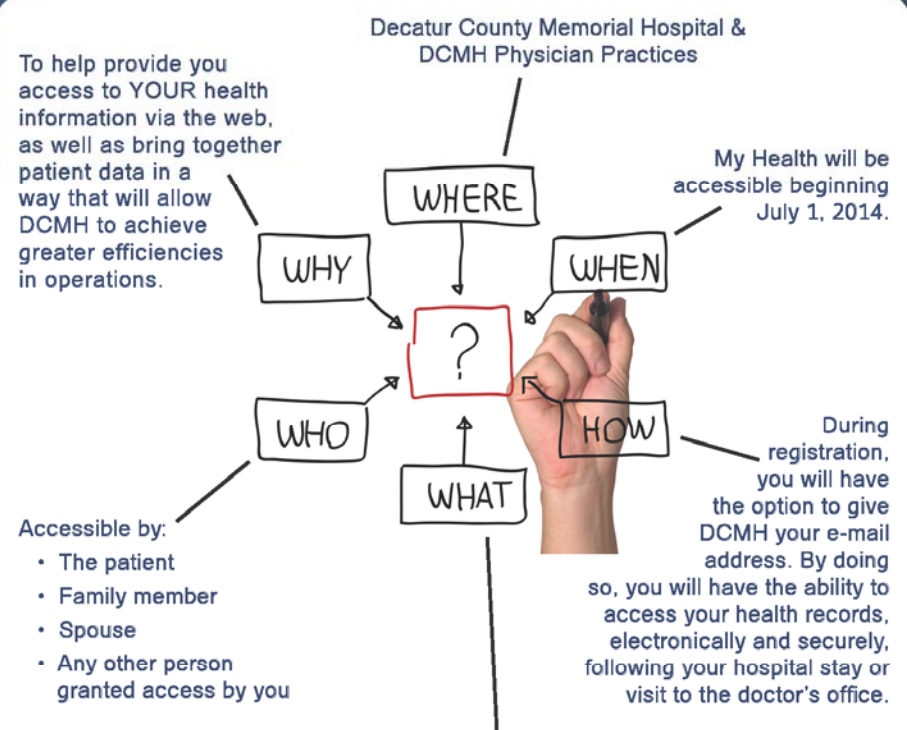 Decatur County Memorial Hospital &
DCMH Physician Practices
To help provide you
access to YOUR health
information via the web,
as well as bring together
patient data in a
way that will allow
DCMH to achieve
greater efficiencies
in operations.
My Health will be
accessible beginning
July 1, 2014.
WHERE
WHY
WHEN
?
WHO
HOW
WHAT
Accessible by:
• The patient
• Family member
• Spouse
• Any other person
granted access by you
During
registration,
you will have
the option to give
DCMH your e-mail
address. By doing
so, you will have the ability to
access your health records,
electronically and securely,
following your hospital stay or
visit to the doctor's office.